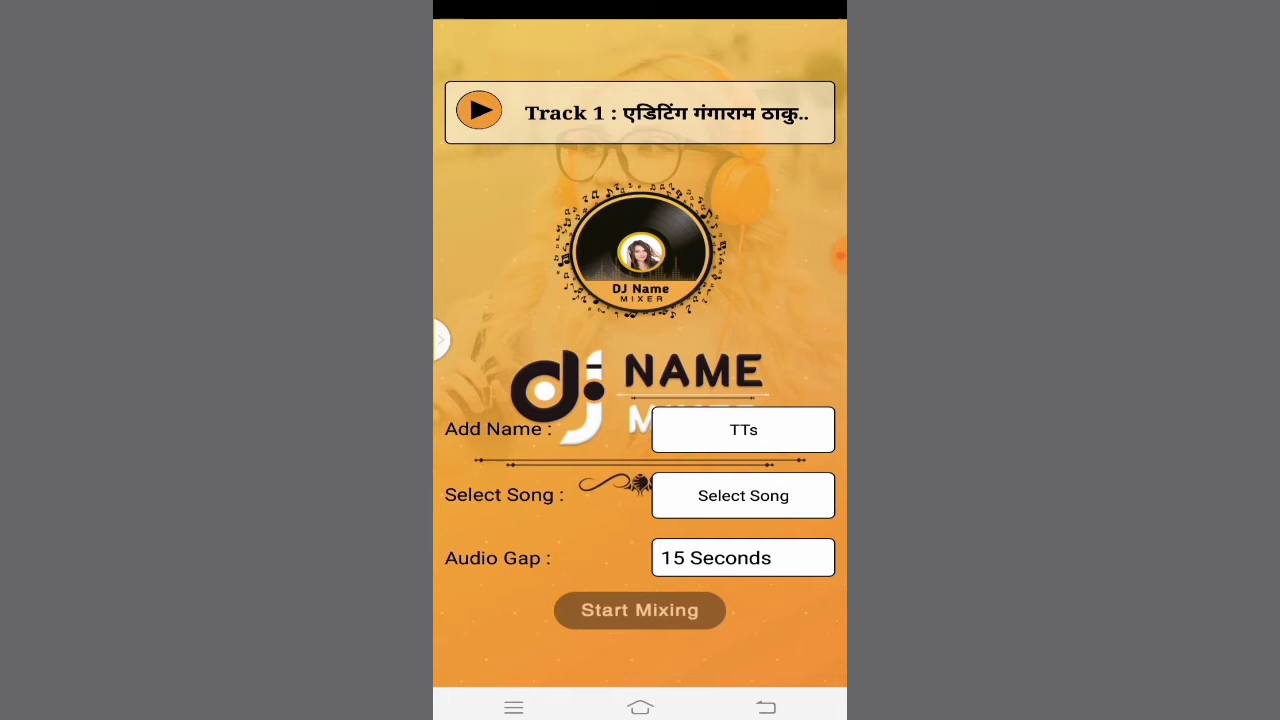 Track 1 : एडिटिंग गंगाराम ठाकु..
DJ Name
MIXER
dj NAME
Add Name :
TTs
Select Song :
Select Song
Audio Gap :
15 Seconds
Start Mixing